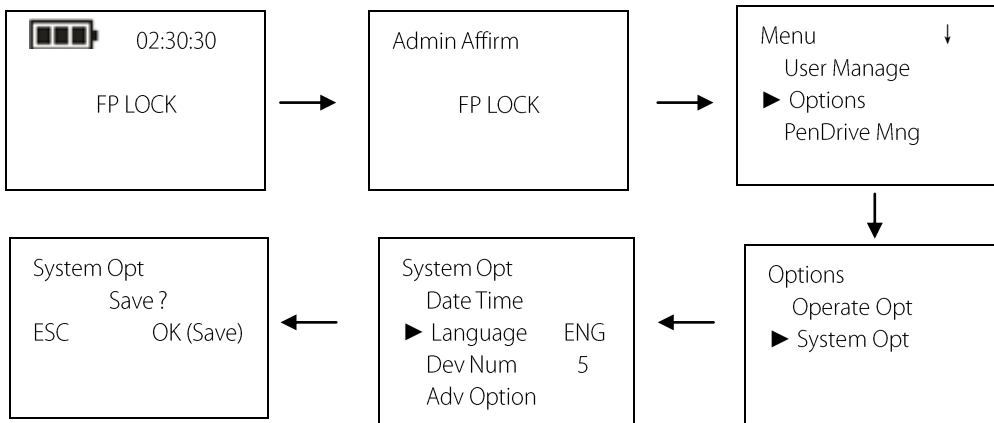 02:30:30
FP LOCK
Admin Affirm
FP LOCK
Menu ↓
User Manage
► Options
PenDrive Mng
Options
Operate Opt
► System Opt
System Opt
Date Time
► Language ENG
Dev Num 5
Adv Option
System Opt
Save ?
ESC OK (Save)